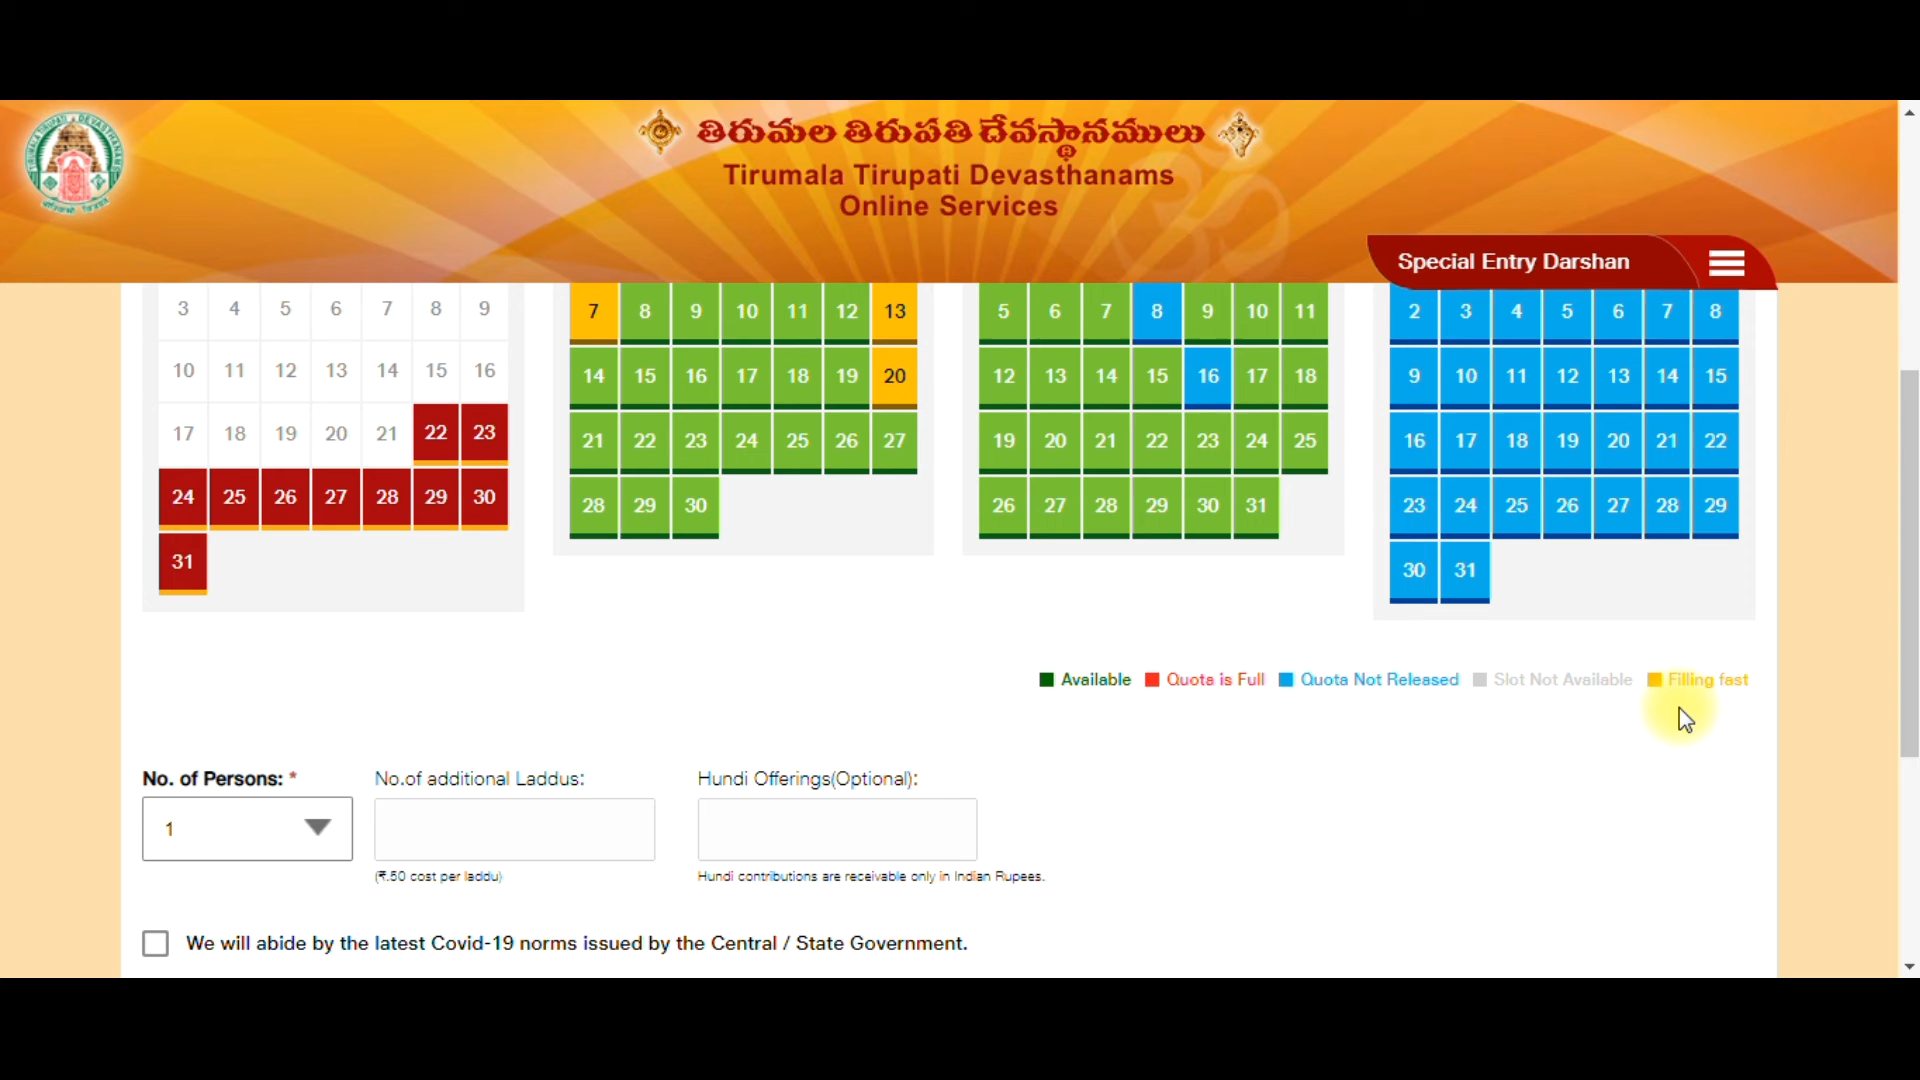 తిరుమల తిరుపతి దేవస్థానములు
Tirumala Tirupati Devasthanams
Online Services
Special Entry Darshan
3 4 5 6 7 8 9
10 11 12 13 14 15 16
17 18 19 20 21 22 23
24 25 26 27 28 29 30
31
7 8 9 10 11 12 13
14 15 16 17 18 19 20
21 22 23 24 25 26 27
28 29 30
5 6 7 8 9 10 11
12 13 14 15 16 17 18
19 20 21 22 23 24 25
26 27 28 29 30 31
2 3 4 5 6 7 8
9 10 11 12 13 14 15
16 17 18 19 20 21 22
23 24 25 26 27 28 29
30 31
Available Quota is Full Quota Not Released Slot Not Available Filling fast
No. of Persons: * No.of additional Laddus: Hundi Offerings(Optional):
1
(₹.50 cost per laddu) Hundi contributions are receivable only in Indian Rupees.
We will abide by the latest Covid-19 norms issued by the Central / State Government.